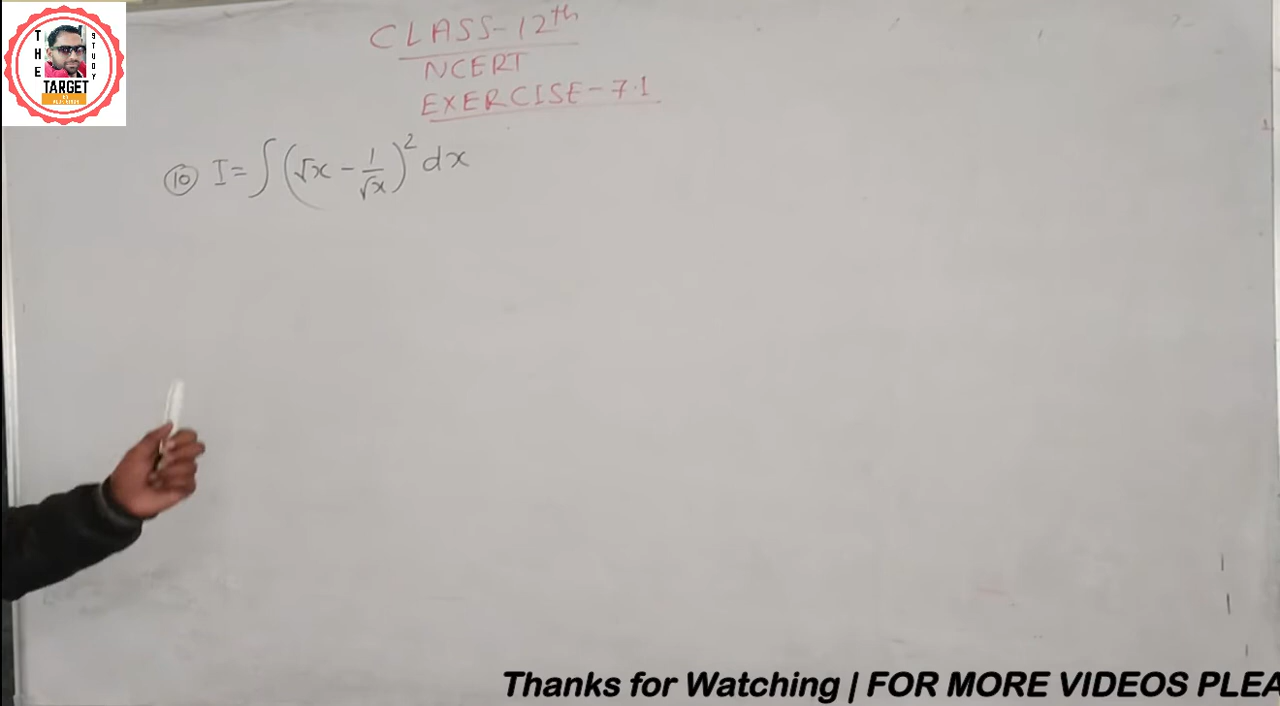 THE
TARGET
STUDY
CLASS-12th
NCERT
EXERCISE-7.1
⑩ I = ∫ (√x - 1/√x)² dx
Thanks for Watching | FOR MORE VIDEOS PLEA